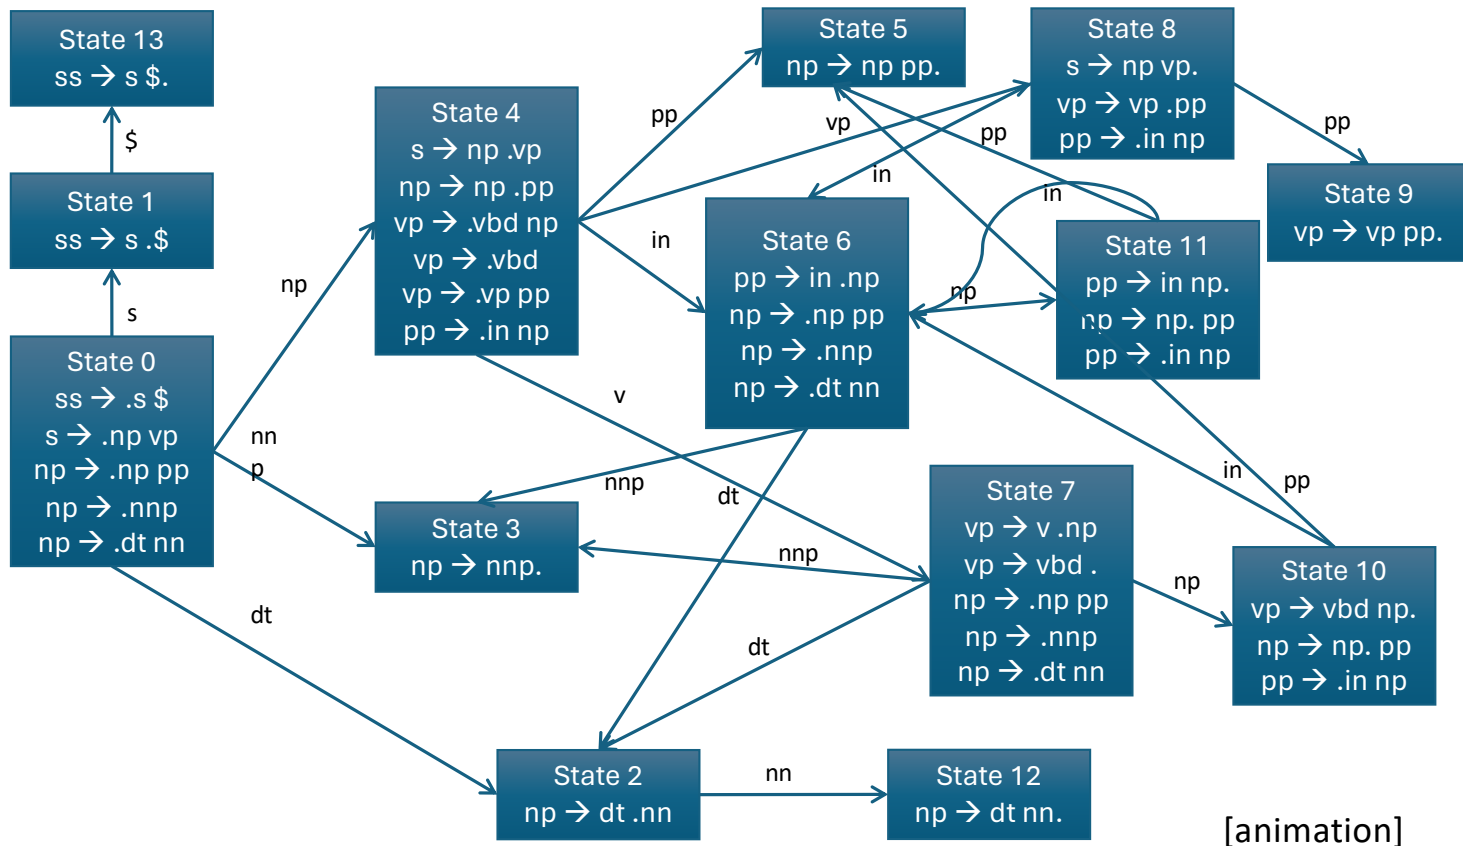 State 13
ss → s $.
$
State 1
ss → s .$
s
State 0
ss → .s $
s → .np vp
np → .np pp
np → .nnp
np → .dt nn
np
nn
p
dt
State 4
s → np .vp
np → np .pp
vp → .vbd np
vp → .vbd
vp → .vp pp
pp → .in np
pp
vp
in
v
State 5
np → np pp.
State 8
s → np vp.
vp → vp .pp
pp → .in np
pp
in
State 9
vp → vp pp.
State 6
pp → in .np
np → .np pp
np → .nnp
np → .dt nn
np
nnp
dt
State 11
pp → in np.
np → np. pp
pp → .in np
pp
in
State 3
np → nnp.
State 7
vp → v .np
vp → vbd .
np → .np pp
np → .nnp
np → .dt nn
nnp
dt
np
State 10
vp → vbd np.
np → np. pp
pp → .in np
in
pp
State 2
np → dt .nn
nn
State 12
np → dt nn.
[animation]